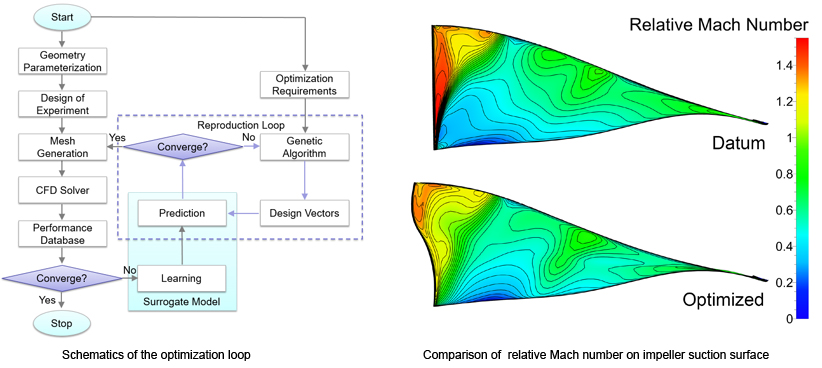 Start
Geometry
Parameterization
Design of
Experiment
Mesh
Generation
CFD Solver
Performance
Database
Converge?
No
Yes
Stop
Optimization
Requirements
Reproduction Loop
Yes
Converge?
No
Genetic
Algorithm
Prediction
Design Vectors
Learning
Surrogate Model
Schematics of the optimization loop
Relative Mach Number
1.4
1.2
1
0.8
0.6
0.4
0.2
0
Datum
Optimized
Comparison of relative Mach number on impeller suction surface